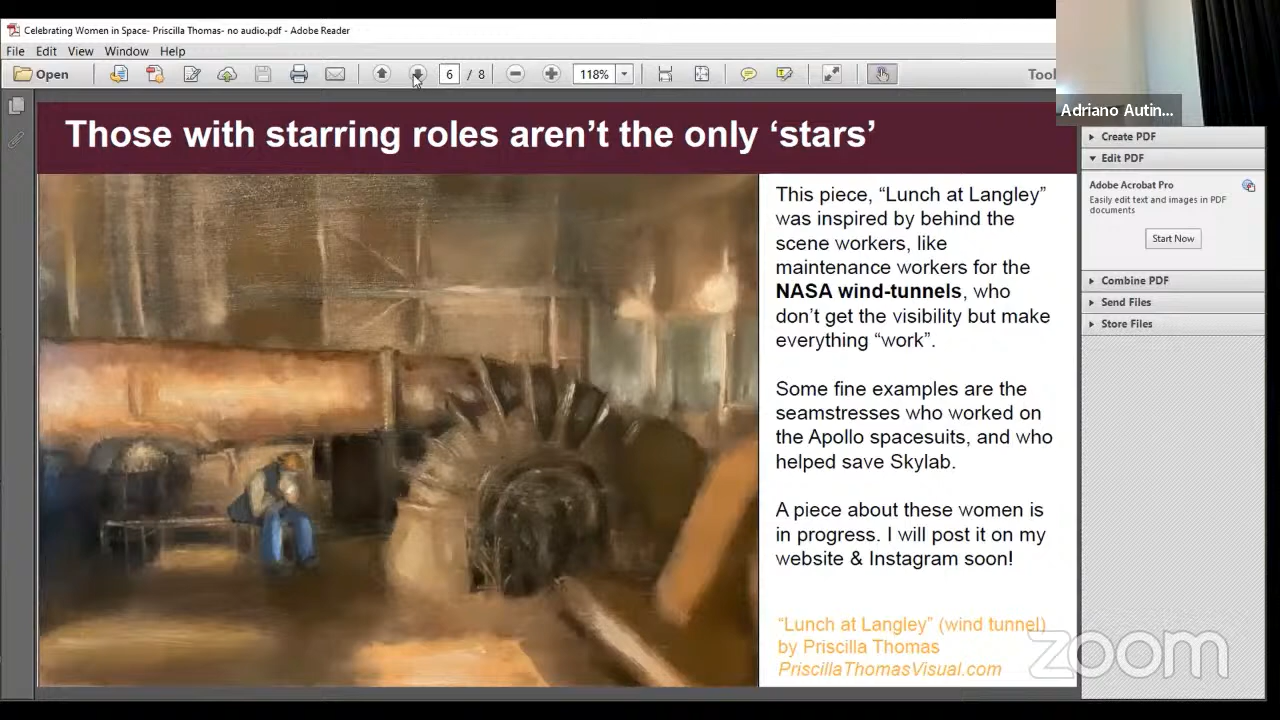 Celebrating Women in Space- Priscilla Thomas- no audio.pdf - Adobe Reader
File Edit View Window Help
Open
6 / 8
118%
Tool
Adriano Autin...
Create PDF
Edit PDF
Adobe Acrobat Pro
Easily edit text and images in PDF
documents
Start Now
Combine PDF
Send Files
Store Files
Those with starring roles aren’t the only ‘stars’
This piece, “Lunch at Langley”
was inspired by behind the
scene workers, like
maintenance workers for the
NASA wind-tunnels, who
don’t get the visibility but make
everything “work”.
Some fine examples are the
seamstresses who worked on
the Apollo spacesuits, and who
helped save Skylab.
A piece about these women is
in progress. I will post it on my
website & Instagram soon!
“Lunch at Langley” (wind tunnel)
by Priscilla Thomas
PriscillaThomasVisual.com
zoom